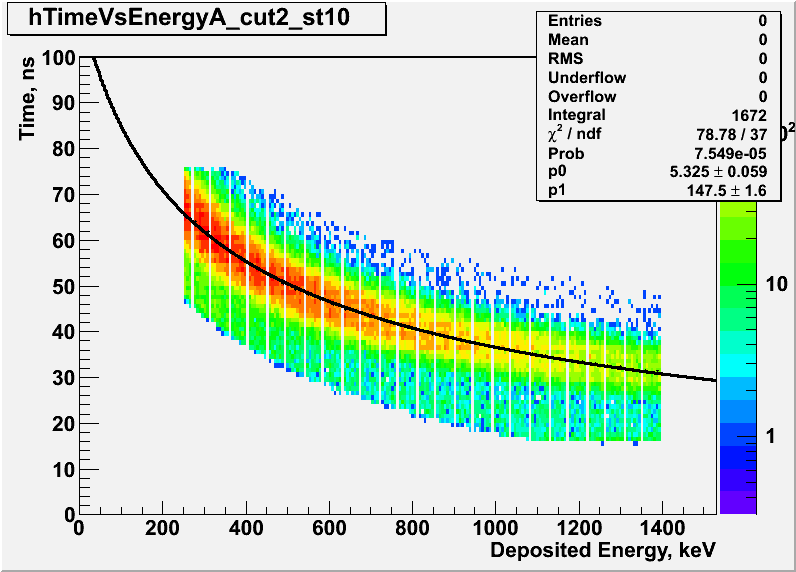 hTimeVsEnergyA_cut2_st10
Entries 0
Mean 0
RMS 0
Underflow 0
Overflow 0
Integral 1672
χ² / ndf 78.78 / 37
Prob 7.549e-05
p0 5.325 ± 0.059
p1 147.5 ± 1.6
Time, ns
100
90
80
70
60
50
40
30
20
10
0
0 200 400 600 800 1000 1200 1400
Deposited Energy, keV
10
1